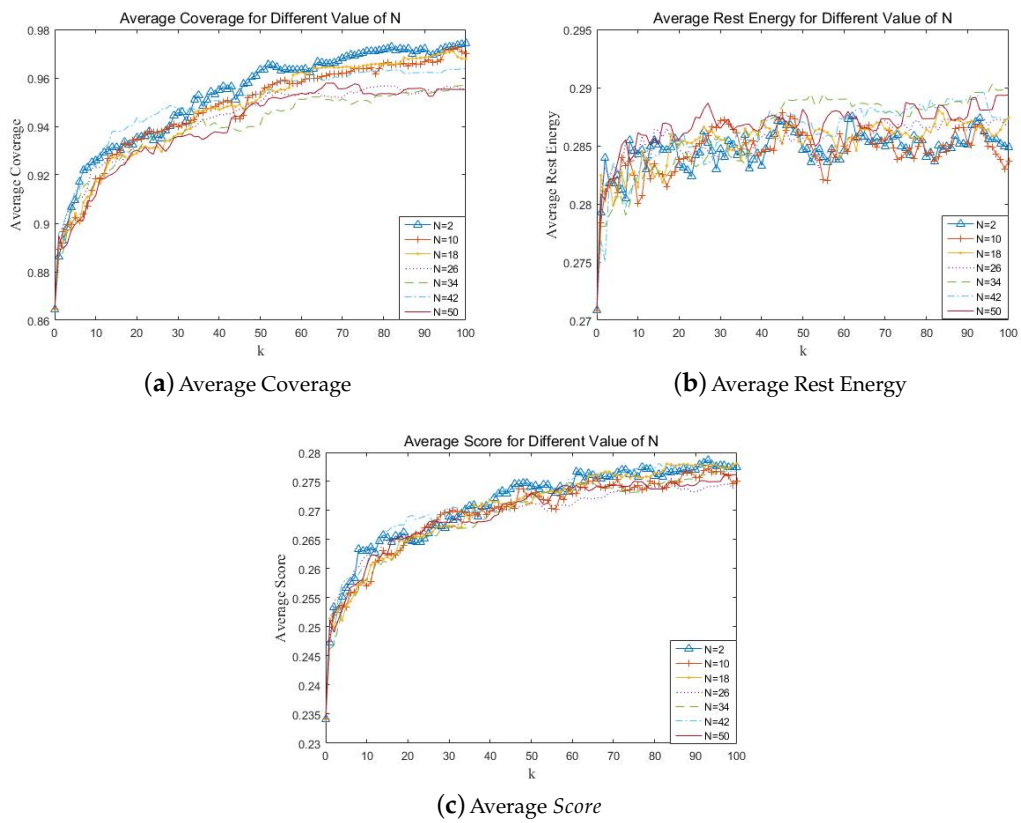 Average Coverage for Different Value of N
0.98
0.96
0.94
0.92
0.9
0.88
0.86
Average Coverage
0 10 20 30 40 50 60 70 80 90 100
k
N=2
N=10
N=18
N=26
N=34
N=42
N=50
(a) Average Coverage
Average Rest Energy for Different Value of N
0.295
0.29
0.285
0.28
0.275
0.27
Average Rest Energy
0 10 20 30 40 50 60 70 80 90 100
k
N=2
N=10
N=18
N=26
N=34
N=42
N=50
(b) Average Rest Energy
Average Score for Different Value of N
0.28
0.275
0.27
0.265
0.26
0.255
0.25
0.245
0.24
0.235
0.23
Average Score
0 10 20 30 40 50 60 70 80 90 100
k
N=2
N=10
N=18
N=26
N=34
N=42
N=50
(c) Average Score